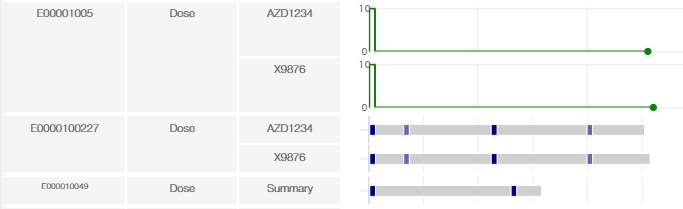 E00001005 Dose AZD1234 10
0
X9876 10
0
E0000100227 Dose AZD1234
X9876
E000010049 Dose Summary